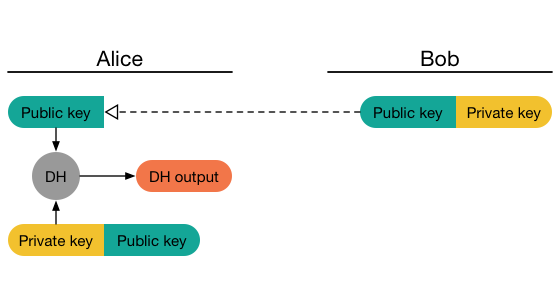 Alice
Bob
Public key
Public key
Private key
DH
DH output
Private key
Public key